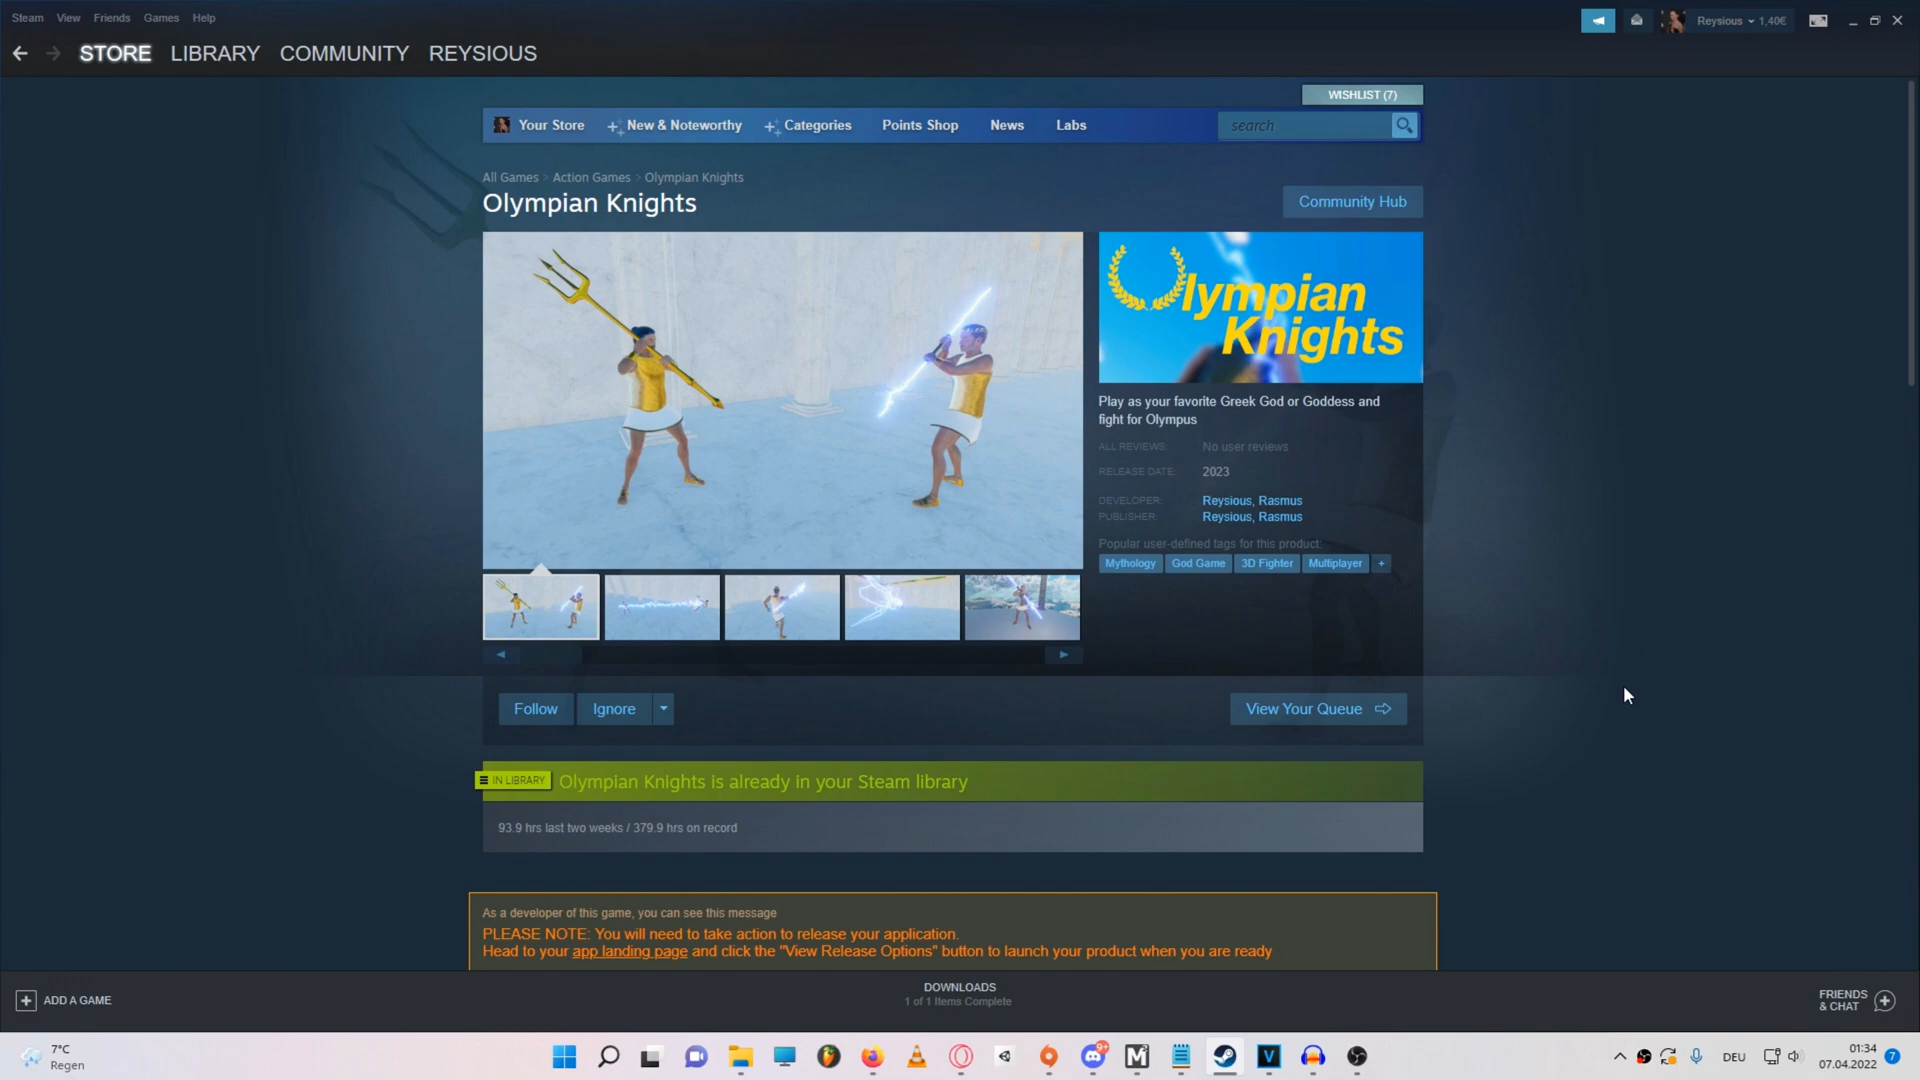 Steam View Friends Games Help
Reysious 1,40€
STORE LIBRARY COMMUNITY REYSIOUS
WISHLIST (7)
Your Store New & Noteworthy Categories Points Shop News Labs search
All Games > Action Games > Olympian Knights
Olympian Knights
Community Hub
Olympian
Knights
Play as your favorite Greek God or Goddess and
fight for Olympus
ALL REVIEWS: No user reviews
RELEASE DATE: 2023
DEVELOPER: Reysious, Rasmus
PUBLISHER: Reysious, Rasmus
Popular user-defined tags for this product:
Mythology God Game 3D Fighter Multiplayer +
Follow Ignore View Your Queue
IN LIBRARY Olympian Knights is already in your Steam library
93.9 hrs last two weeks / 379.9 hrs on record
As a developer of this game, you can see this message
PLEASE NOTE: You will need to take action to release your application.
Head to your app landing page and click the "View Release Options" button to launch your product when you are ready
+ ADD A GAME
DOWNLOADS
1 of 1 Items Complete
FRIENDS
& CHAT
7°C
Regen
9+
M
V
DEU
01:34
07.04.2022
7